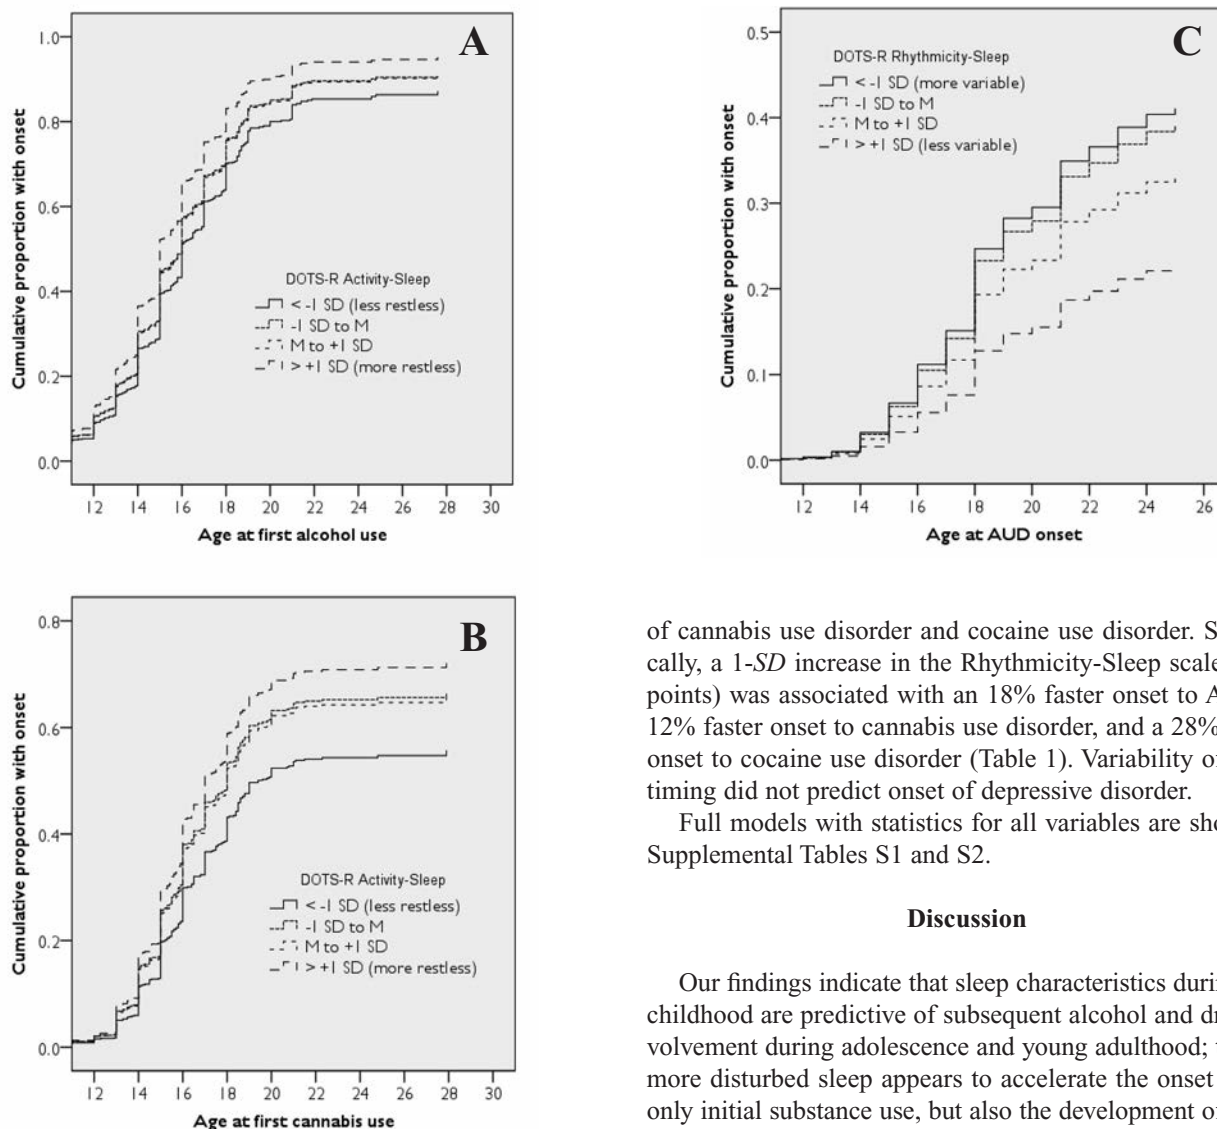 A
1.0
0.8
0.6
0.4
0.2
0.0
Cumulative proportion with onset
DOTS-R Activity-Sleep
< -1 SD (less restless)
-1 SD to M
M to +1 SD
> +1 SD (more restless)
12 14 16 18 20 22 24 26 28 30
Age at first alcohol use
B
0.8
0.6
0.4
0.2
0.0
Cumulative proportion with onset
DOTS-R Activity-Sleep
< -1 SD (less restless)
-1 SD to M
M to +1 SD
> +1 SD (more restless)
12 14 16 18 20 22 24 26 28 30
Age at first cannabis use
C
0.5
0.4
0.3
0.2
0.1
0.0
Cumulative proportion with onset
DOTS-R Rhythmicity-Sleep
< -1 SD (more variable)
-1 SD to M
M to +1 SD
> +1 SD (less variable)
12 14 16 18 20 22 24 26
Age at AUD onset
of cannabis use disorder and cocaine use disorder. S
cally, a 1-SD increase in the Rhythmicity-Sleep scale
points) was associated with an 18% faster onset to A
12% faster onset to cannabis use disorder, and a 28%
onset to cocaine use disorder (Table 1). Variability o
timing did not predict onset of depressive disorder.
Full models with statistics for all variables are sho
Supplemental Tables S1 and S2.
Discussion
Our findings indicate that sleep characteristics duri
childhood are predictive of subsequent alcohol and dr
volvement during adolescence and young adulthood;
more disturbed sleep appears to accelerate the onset
only initial substance use, but also the development o